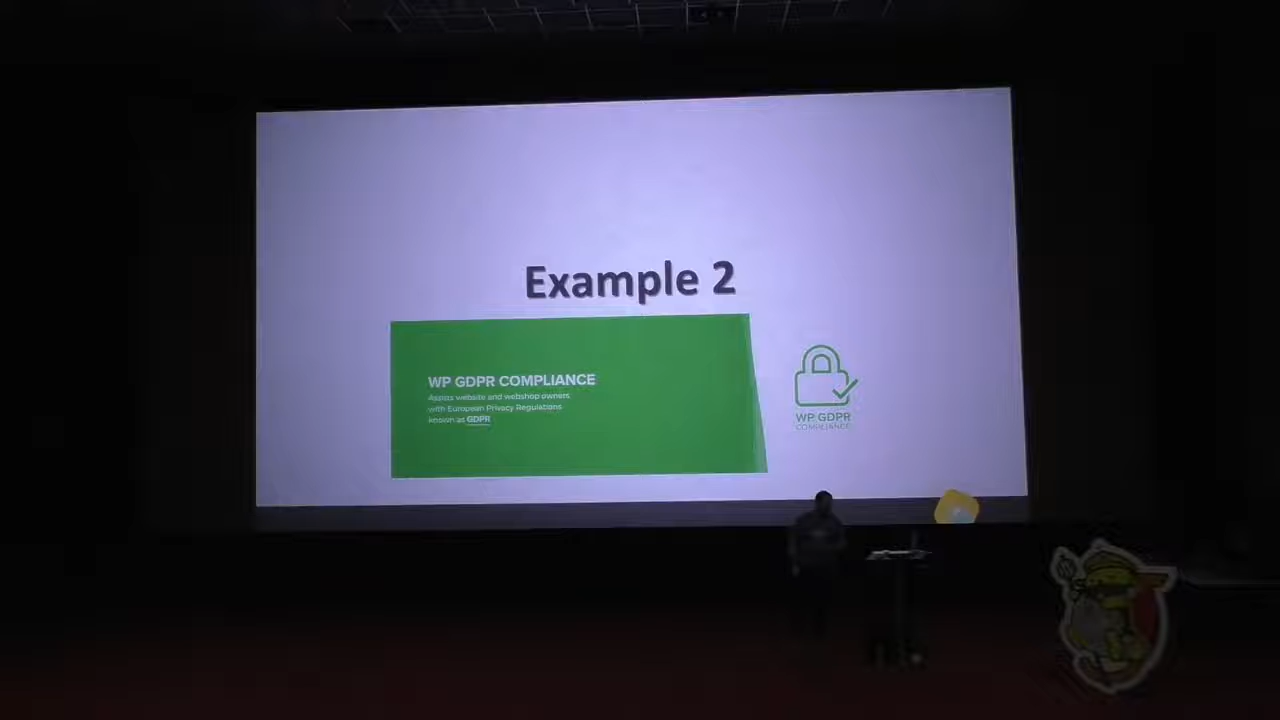 Example 2
WP GDPR COMPLIANCE
Assists website and webshop owners
with European Privacy Regulations
known as GDPR
WP GDPR
COMPLIANCE